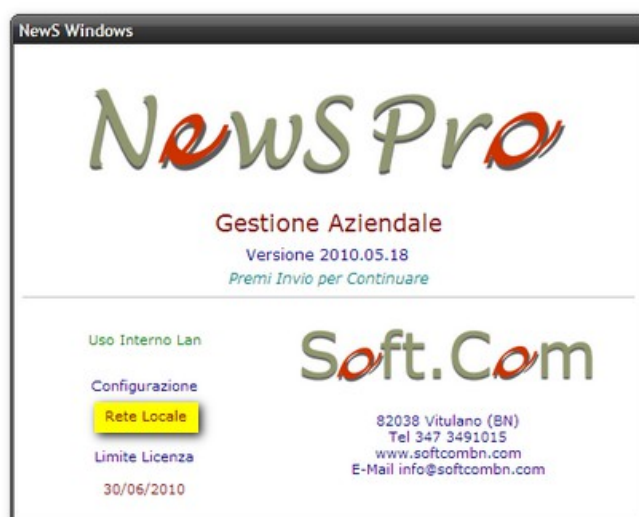 NewS Windows
NewS Pro
Gestione Aziendale
Versione 2010.05.18
Premi Invio per Continuare
Uso Interno Lan
Configurazione
Rete Locale
Limite Licenza
30/06/2010
Soft.Com
82038 Vitulano (BN)
Tel 347 3491015
www.softcombn.com
E-Mail info@softcombn.com